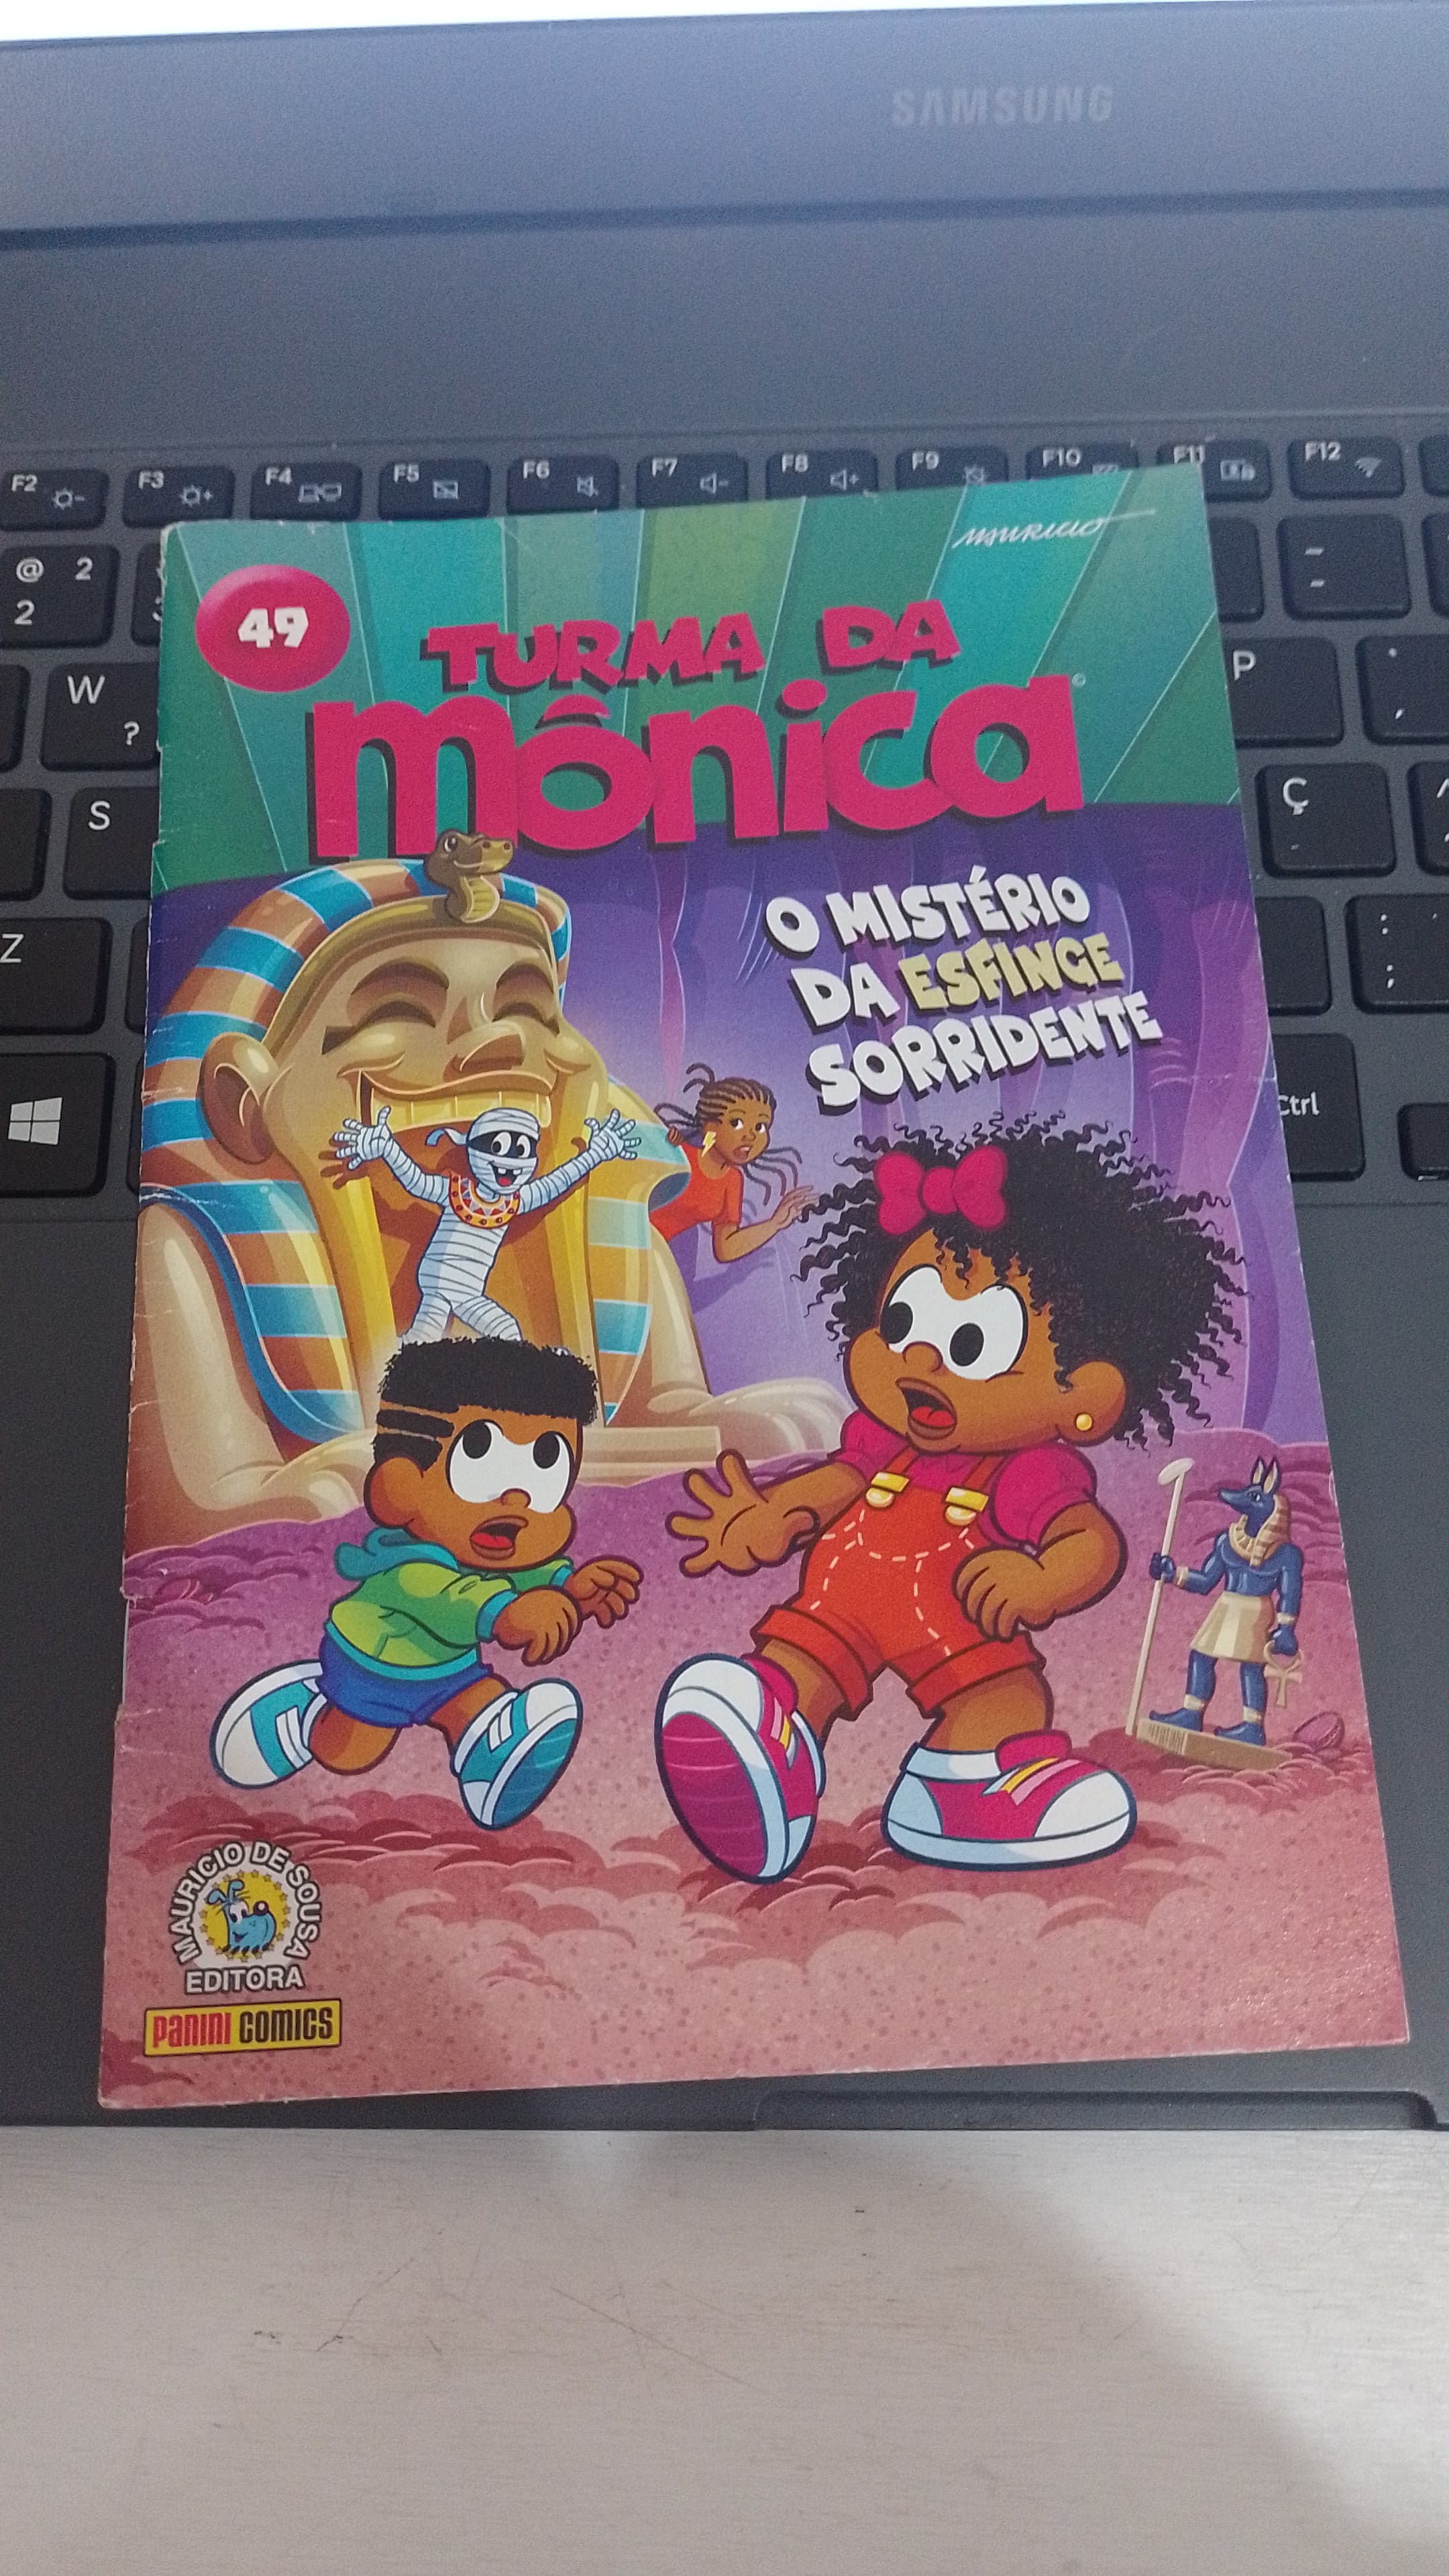 SAMSUNG
F2 F3 F4 F5 F6 F7 F8 F9 F10 F11 F12
@ 2
2
W
?
P
S
Ç
Z
Ctrl
MAURICIO
49
TURMA DA
MÔNICA
©
O MISTÉRIO
DA ESFINGE
SORRIDENTE
MAURICIO DE SOUSA
EDITORA
PANINI COMICS